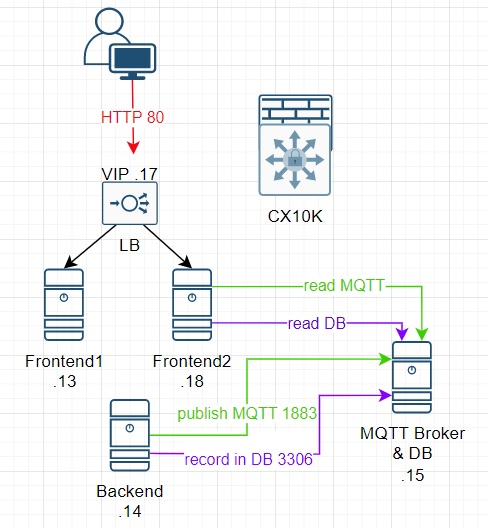 HTTP 80
VIP .17
LB
CX10K
Frontend1
.13
Frontend2
.18
read MQTT
read DB
publish MQTT 1883
record in DB 3306
MQTT Broker
& DB
.15
Backend
.14